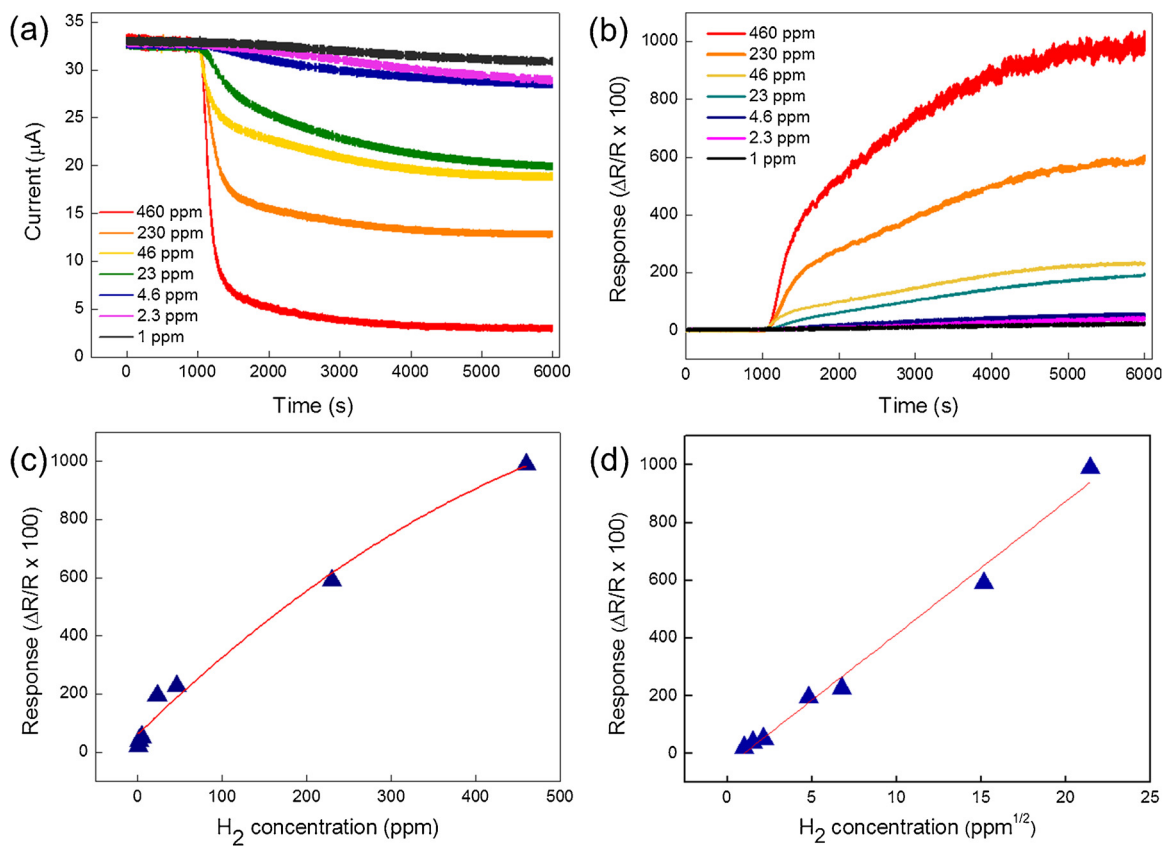 (a)
35
30
25
20
15
10
5
0
Current (μA)
460 ppm
230 ppm
46 ppm
23 ppm
4.6 ppm
2.3 ppm
1 ppm
0 1000 2000 3000 4000 5000 6000
Time (s)
(b)
1000
800
600
400
200
0
Response (ΔR/R x 100)
460 ppm
230 ppm
46 ppm
23 ppm
4.6 ppm
2.3 ppm
1 ppm
0 1000 2000 3000 4000 5000 6000
Time (s)
(c)
1000
800
600
400
200
0
Response (ΔR/R x 100)
0 100 200 300 400 500
H2 concentration (ppm)
(d)
1000
800
600
400
200
0
Response (ΔR/R x 100)
0 5 10 15 20 25
H2 concentration (ppm1/2)